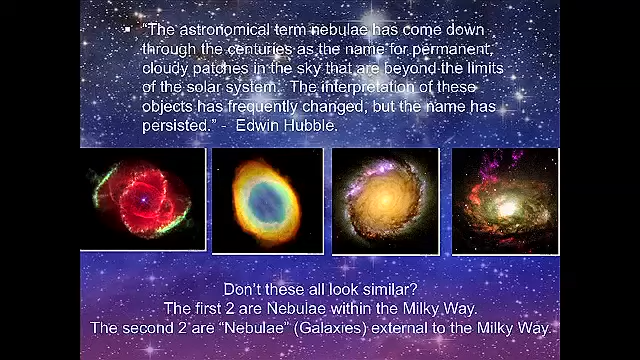 ▪ “The astronomical term nebulae has come down
through the centuries as the name for permanent,
cloudy patches in the sky that are beyond the limits
of the solar system. The interpretation of these
objects has frequently changed, but the name has
persisted.” - Edwin Hubble.
Don’t these all look similar?
The first 2 are Nebulae within the Milky Way.
The second 2 are “Nebulae” (Galaxies) external to the Milky Way.